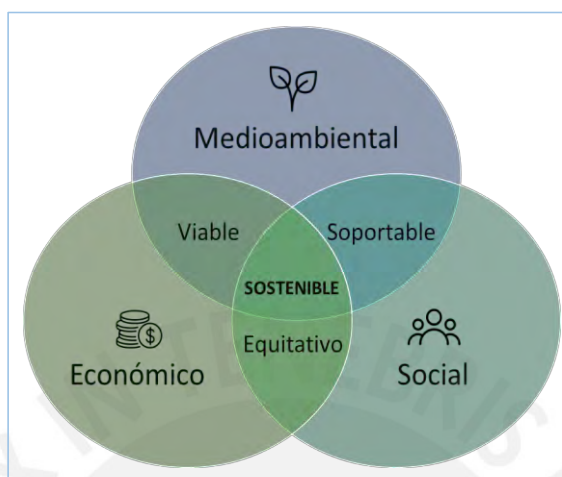 Medioambiental
Viable
Soportable
SOSTENIBLE
Equitativo
Económico
Social